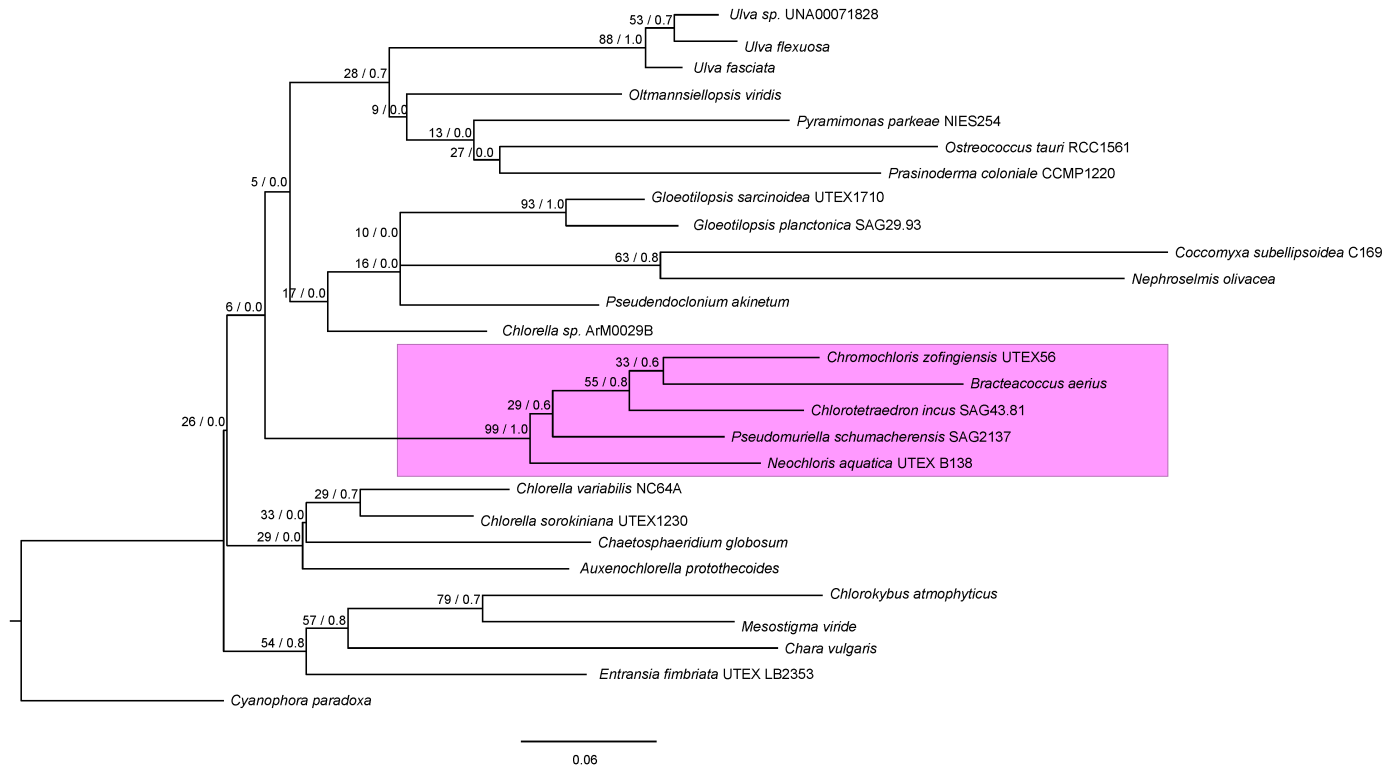 53 / 0.7
Ulva sp. UNA00071828
88 / 1.0
Ulva flexuosa
Ulva fasciata
28 / 0.7
Oltmannsiellopsis viridis
9 / 0.0
Pyramimonas parkeae NIES254
13 / 0.0
Ostreococcus tauri RCC1561
27 / 0.0
Prasinoderma coloniale CCMP1220
5 / 0.0
Gloeotilopsis sarcinoidea UTEX1710
93 / 1.0
Gloeotilopsis planctonica SAG29.93
10 / 0.0
Coccomyxa subellipsoidea C169
63 / 0.8
16 / 0.0
Nephroselmis olivacea
17 / 0.0
Pseudendoclonium akinetum
6 / 0.0
Chlorella sp. ArM0029B
Chromochloris zofingiensis UTEX56
33 / 0.6
55 / 0.8
Bracteacoccus aerius
29 / 0.6
Chlorotetraedron incus SAG43.81
26 / 0.0
99 / 1.0
Pseudomuriella schumacherensis SAG2137
Neochloris aquatica UTEX B138
29 / 0.7
Chlorella variabilis NC64A
33 / 0.0
Chlorella sorokiniana UTEX1230
29 / 0.0
Chaetosphaeridium globosum
Auxenochlorella protothecoides
79 / 0.7
Chlorokybus atmophyticus
57 / 0.8
Mesostigma viride
54 / 0.8
Chara vulgaris
Entransia fimbriata UTEX LB2353
Cyanophora paradoxa
0.06